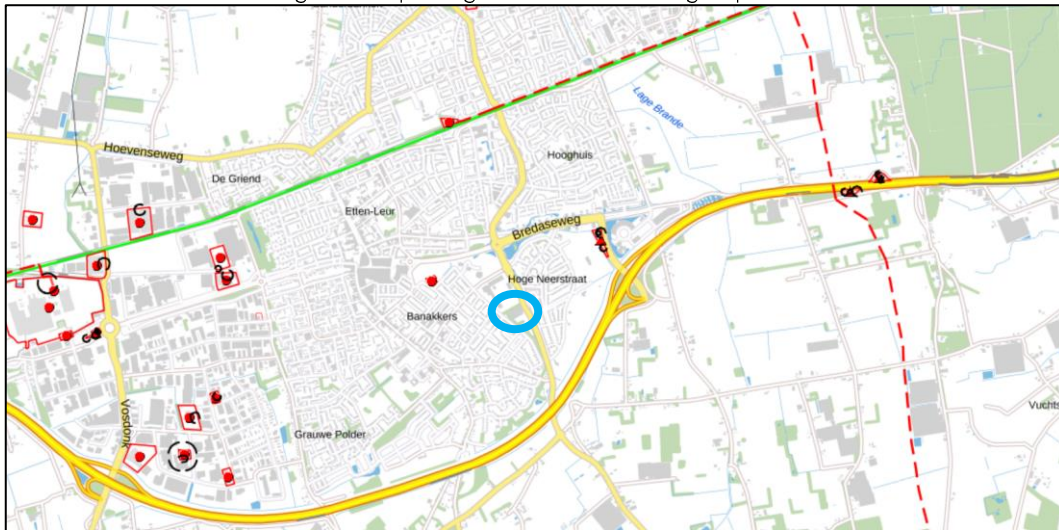 Hoevenseweg
De Griend
Lage Brande
Hooghuis
Etten-Leur
Bredaseweg
Hoge Neerstraat
Banakkers
Vosdonk
Grauwe Polder
Vuchts